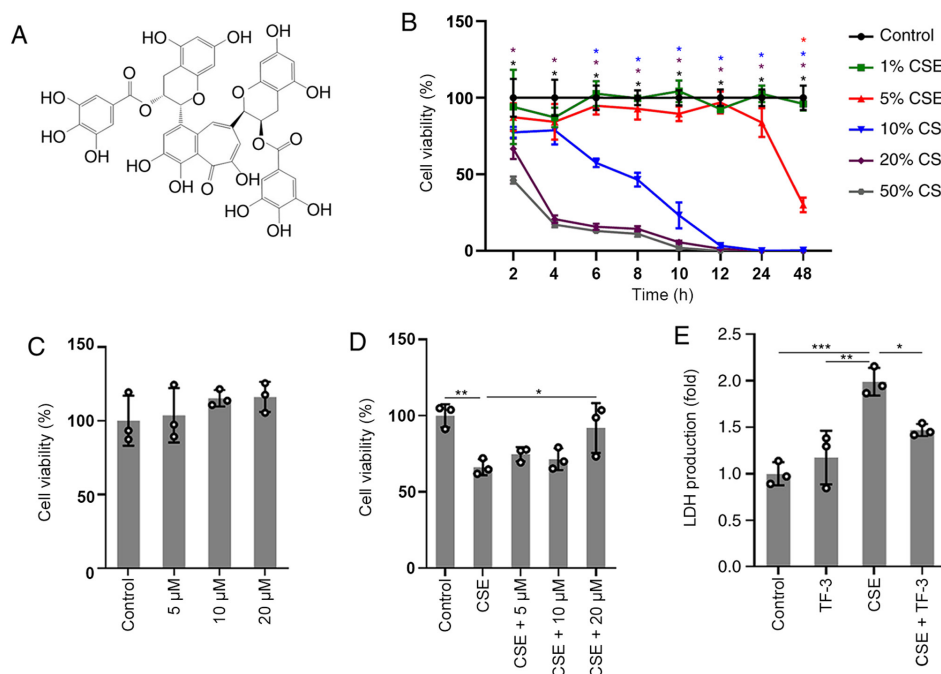 A
OH
OH
OH
O
O
O
O
OH
HO
HO
OH
OH
HO
OH
O
OH
O
O
HO
OH
OH
B
Cell viability (%)
150
100
50
0
2 4 6 8 10 12 24 48
Time (h)
* * * * * * * * * * * * * * * * * * * * * *
Control
1% CSE
5% CSE
10% CS
20% CS
50% CS
C
Cell viability (%)
150
100
50
0
Control
5 µM
10 µM
20 µM
D
Cell viability (%)
150
100
50
0
**
*
Control
CSE
CSE + 5 µM
CSE + 10 µM
CSE + 20 µM
E
LDH production (fold)
2.5
2.0
1.5
1.0
0.5
0.0
***
**
*
Control
TF-3
CSE
CSE + TF-3